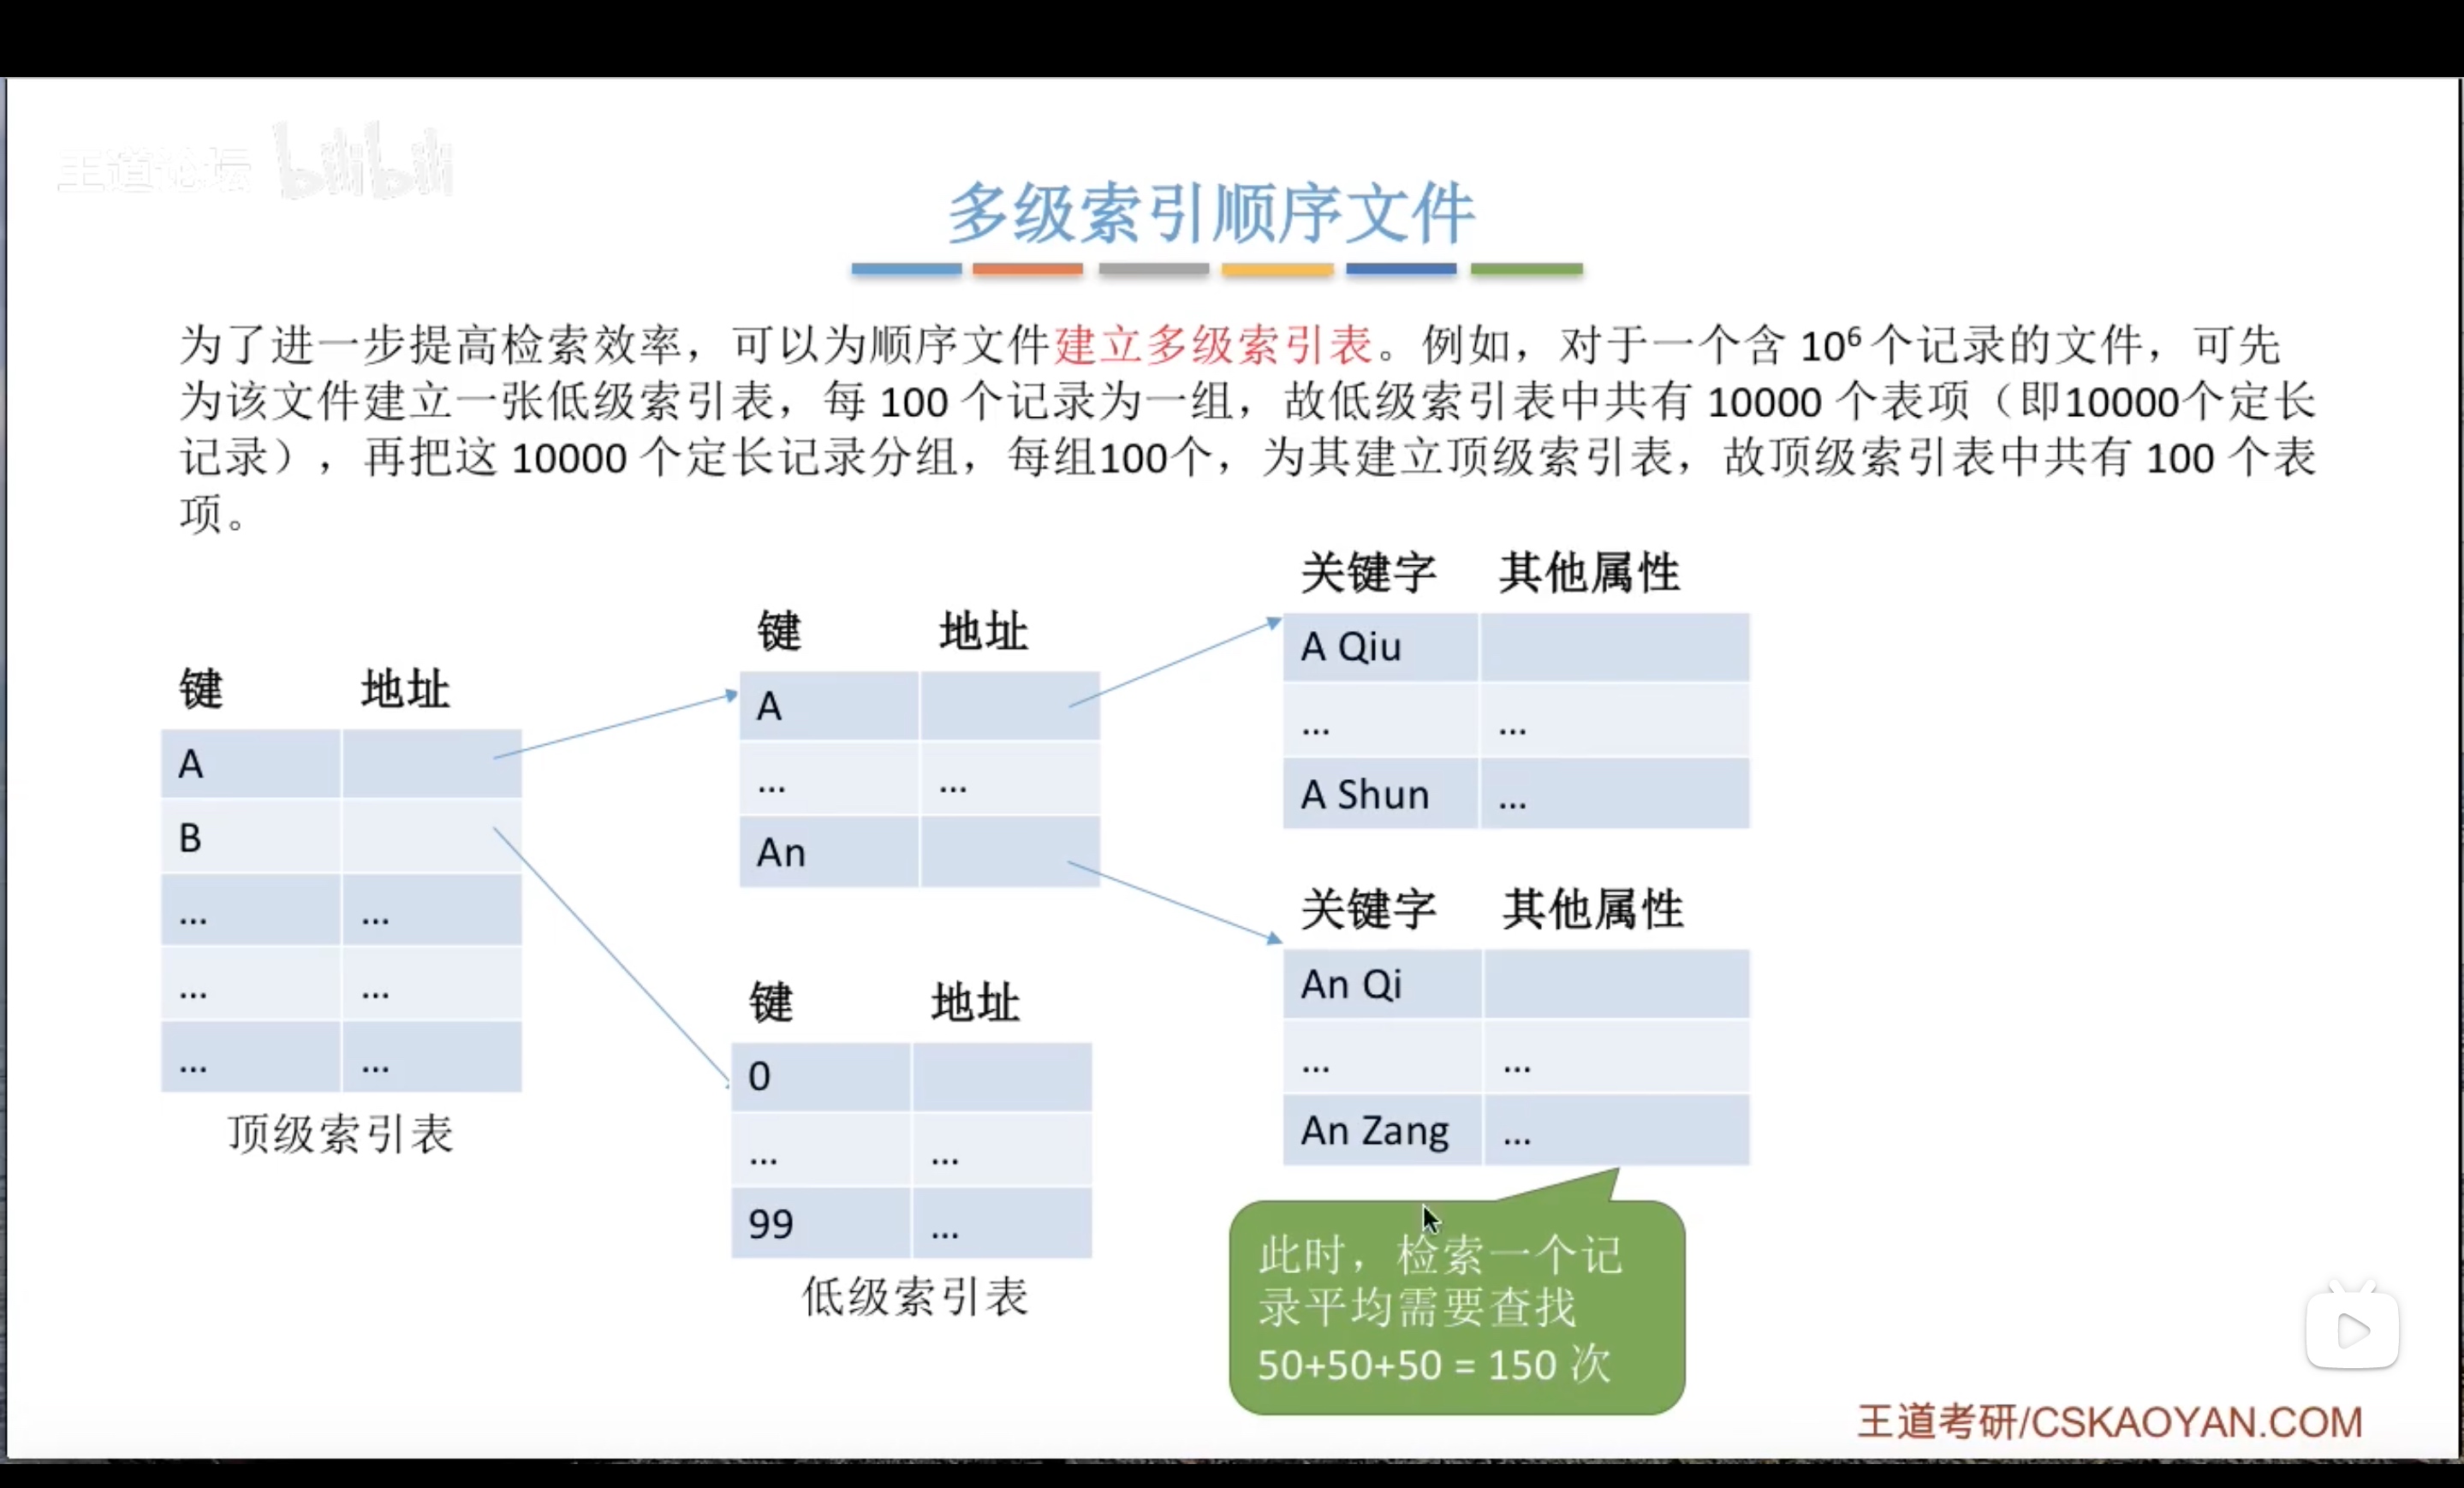 王道论坛 bilibili
多级索引顺序文件
为了进一步提高检索效率，可以为顺序文件建立多级索引表。例如，对于一个含 10⁶ 个记录的文件，可先
为该文件建立一张低级索引表，每 100 个记录为一组，故低级索引表中共有 10000 个表项（即10000个定长
记录），再把这 10000 个定长记录分组，每组100个，为其建立顶级索引表，故顶级索引表中共有 100 个表
项。
键 地址
A
B
... ...
... ...
... ...
顶级索引表
键 地址
A
... ...
An
键 地址
0
... ...
99 ...
低级索引表
关键字 其他属性
A Qiu
... ...
A Shun ...
关键字 其他属性
An Qi
... ...
An Zang ...
此时，检索一个记
录平均需要查找
50+50+50 = 150 次
王道考研/CSKAOYAN.COM